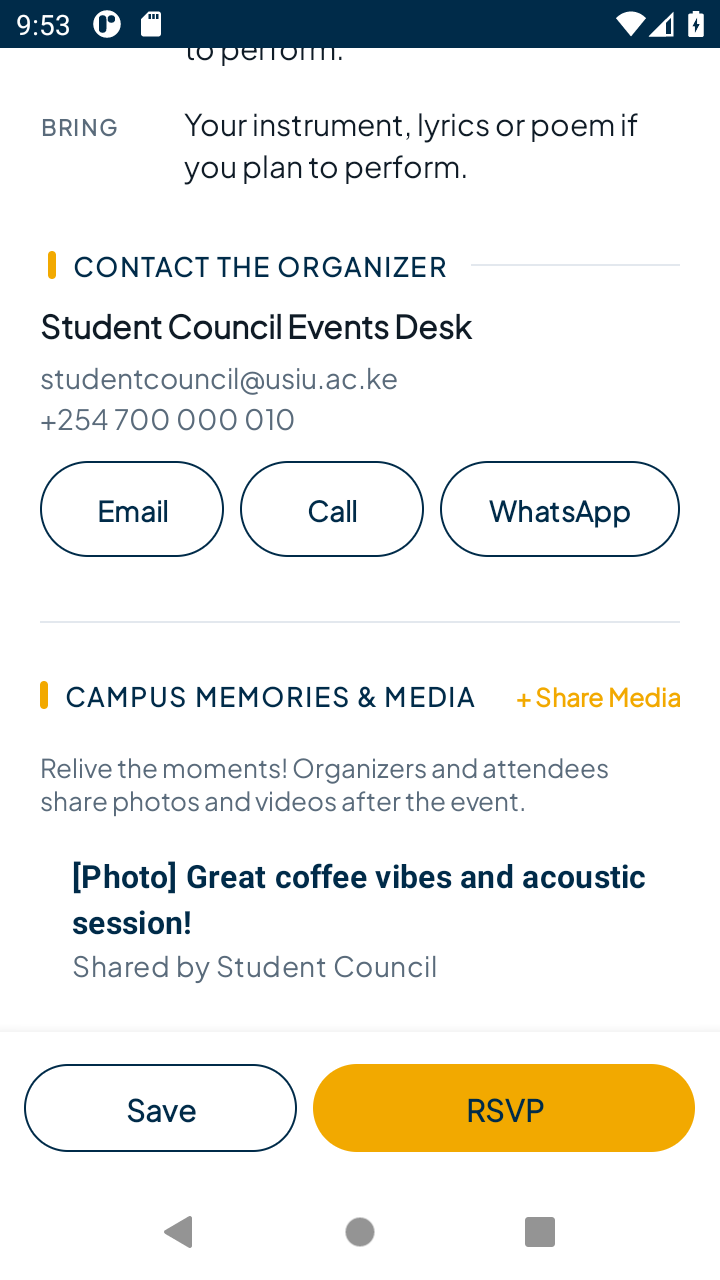 9:53
to perform.
BRING
Your instrument, lyrics or poem if
you plan to perform.
CONTACT THE ORGANIZER
Student Council Events Desk
studentcouncil@usiu.ac.ke
+254 700 000 010
Email
Call
WhatsApp
CAMPUS MEMORIES & MEDIA
+ Share Media
Relive the moments! Organizers and attendees
share photos and videos after the event.
[Photo] Great coffee vibes and acoustic
session!
Shared by Student Council
Save
RSVP